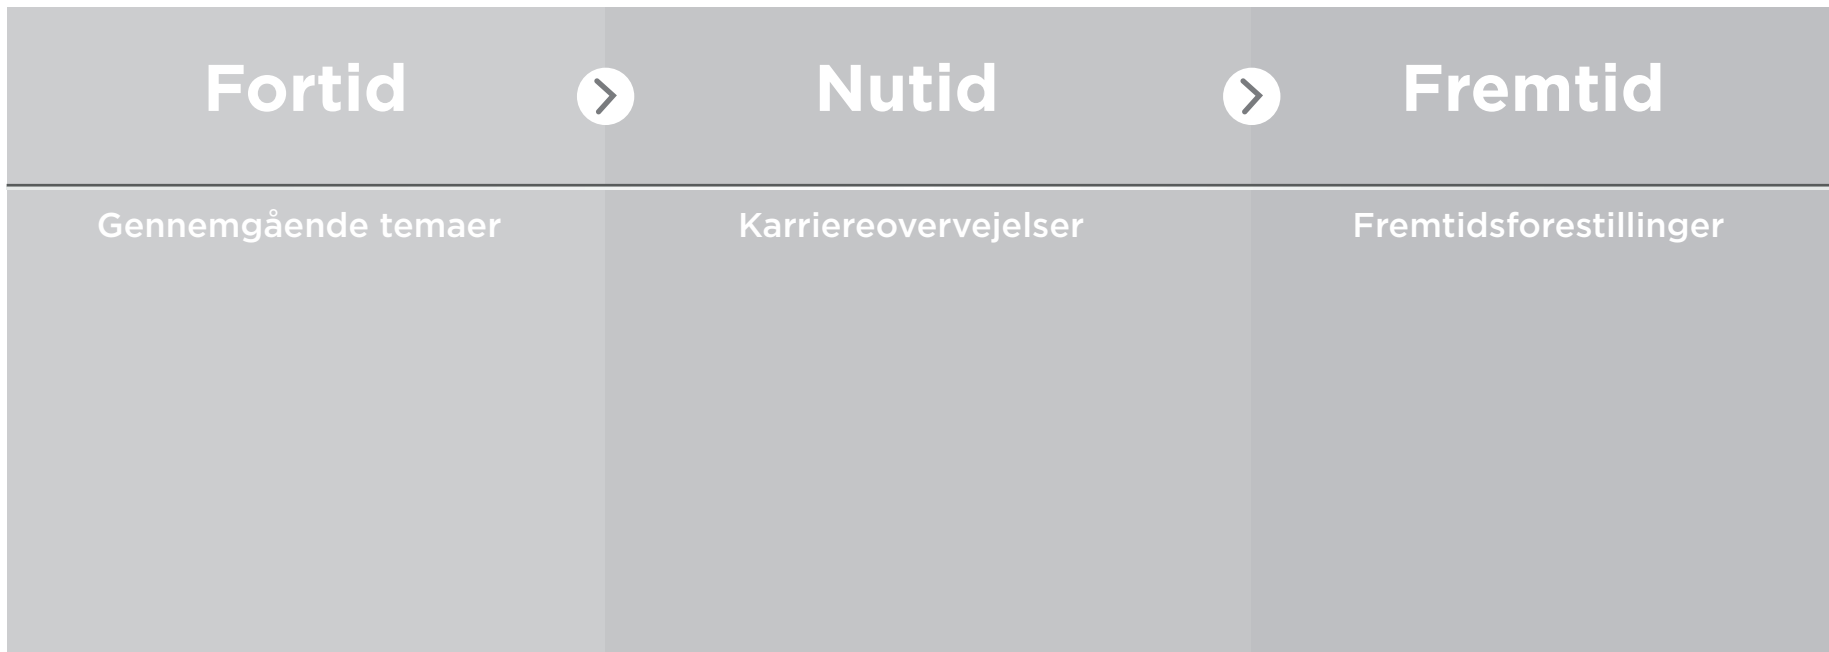 Fortid
Nutid
Fremtid
Gennemgående temaer
Karriereovervejelser
Fremtidsforestillinger